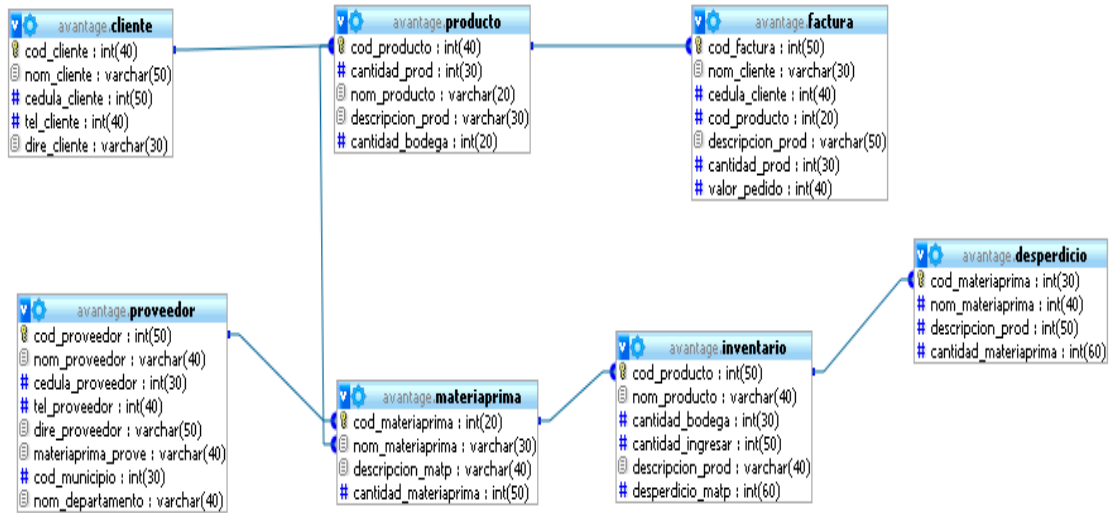 avantage.cliente
cod_cliente : int(40)
nom_cliente : varchar(50)
cedula_cliente : int(50)
tel_cliente : int(40)
dire_cliente : varchar(30)
avantage.producto
cod_producto : int(40)
cantidad_prod : int(30)
nom_producto : varchar(20)
descripcion_prod : varchar(30)
cantidad_bodega : int(20)
avantage.factura
cod_factura : int(50)
nom_cliente : varchar(30)
cedula_cliente : int(40)
cod_producto : int(20)
descripcion_prod : varchar(50)
cantidad_prod : int(30)
valor_pedido : int(40)
avantage.desperdicio
cod_materiaprima : int(30)
nom_materiaprima : int(40)
descripcion_prod : int(50)
cantidad_materiaprima : int(60)
avantage.proveedor
cod_proveedor : int(50)
nom_proveedor : varchar(40)
cedula_proveedor : int(30)
tel_proveedor : int(40)
dire_proveedor : varchar(50)
materiaprima_prove : varchar(40)
cod_municipio : int(30)
nom_departamento : varchar(40)
avantage.materiaprima
cod_materiaprima : int(20)
nom_materiaprima : varchar(30)
descripcion_matp : varchar(40)
cantidad_materiaprima : int(50)
avantage.inventario
cod_producto : int(50)
nom_producto : varchar(40)
cantidad_bodega : int(30)
cantidad_ingresar : int(50)
descripcion_prod : varchar(40)
desperdicio_matp : int(60)